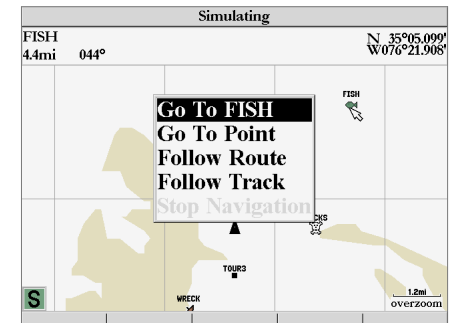 Simulating
FISH
4.4mi 044°
N 35°05.099'
W076°21.908'
FISH
Go To FISH
Go To Point
Follow Route
Follow Track
Stop Navigation
CKS
TOUR3
WRECK
S
1.2mi
overzoom